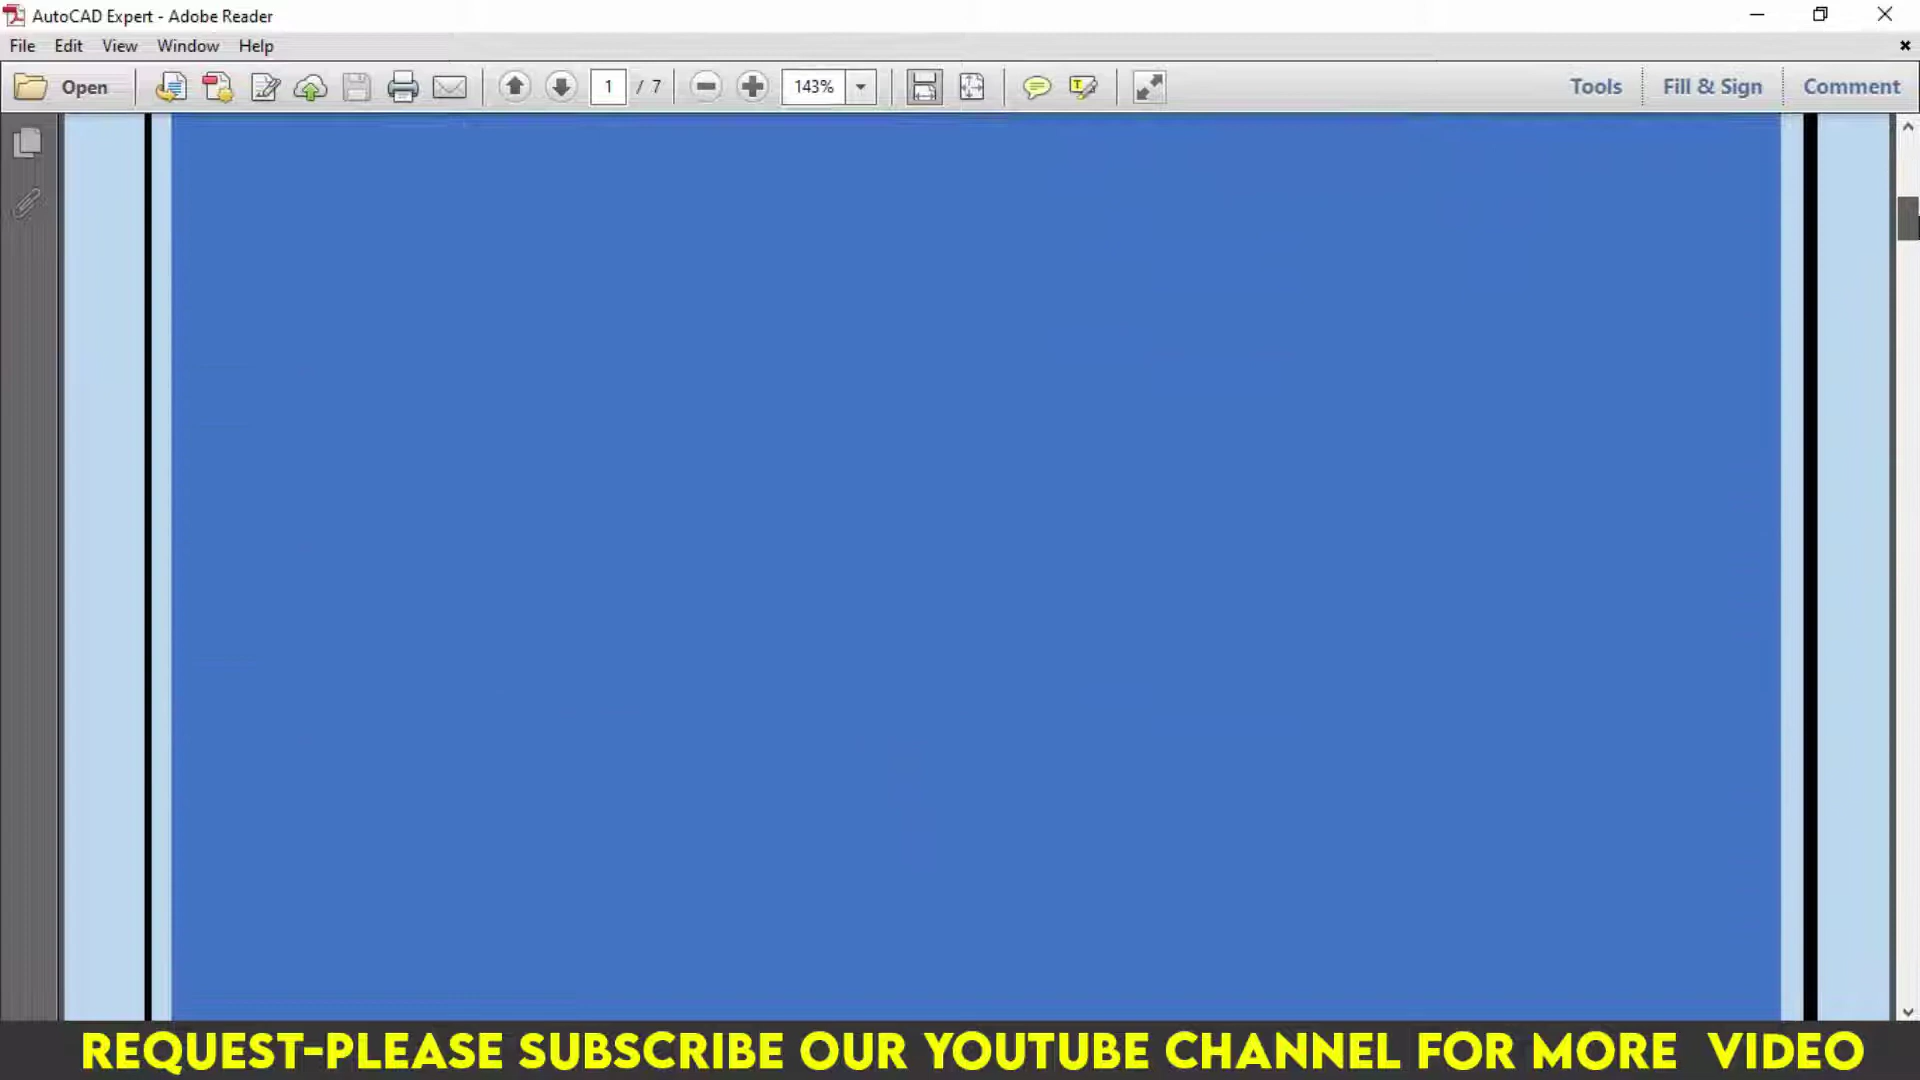 AutoCAD Expert - Adobe Reader
File Edit View Window Help
Open 1 / 7 143% Tools Fill & Sign Comment
REQUEST-PLEASE SUBSCRIBE OUR YOUTUBE CHANNEL FOR MORE VIDEO